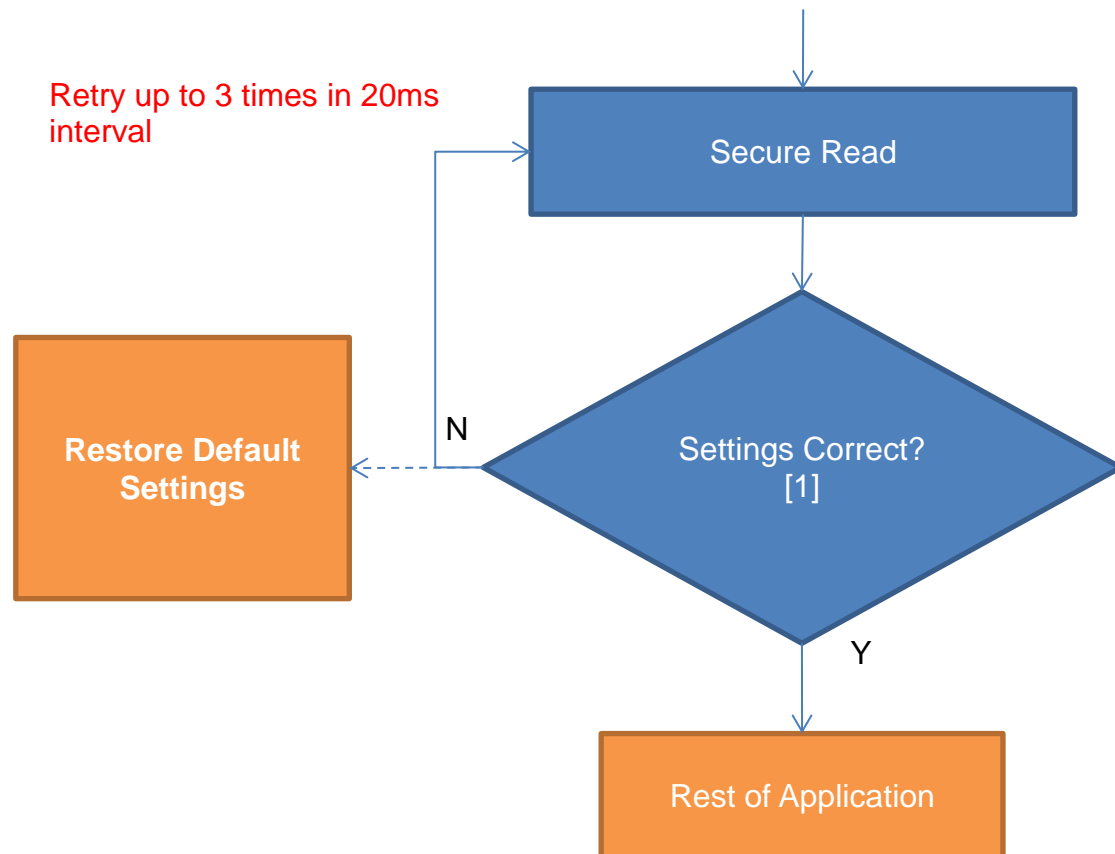 Retry up to 3 times in 20ms
interval
Secure Read
N
Restore Default
Settings
Settings Correct?
[1]
Y
Rest of Application